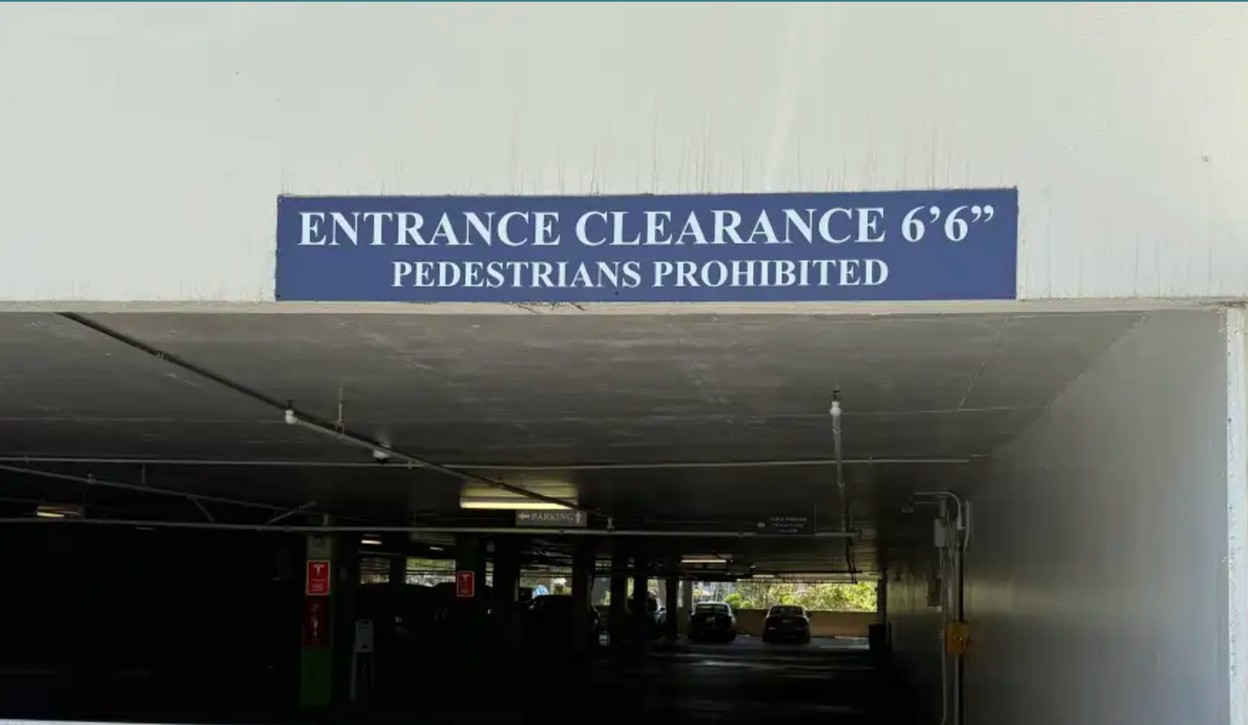 ENTRANCE CLEARANCE 6’6”
PEDESTRIANS PROHIBITED
PARKING